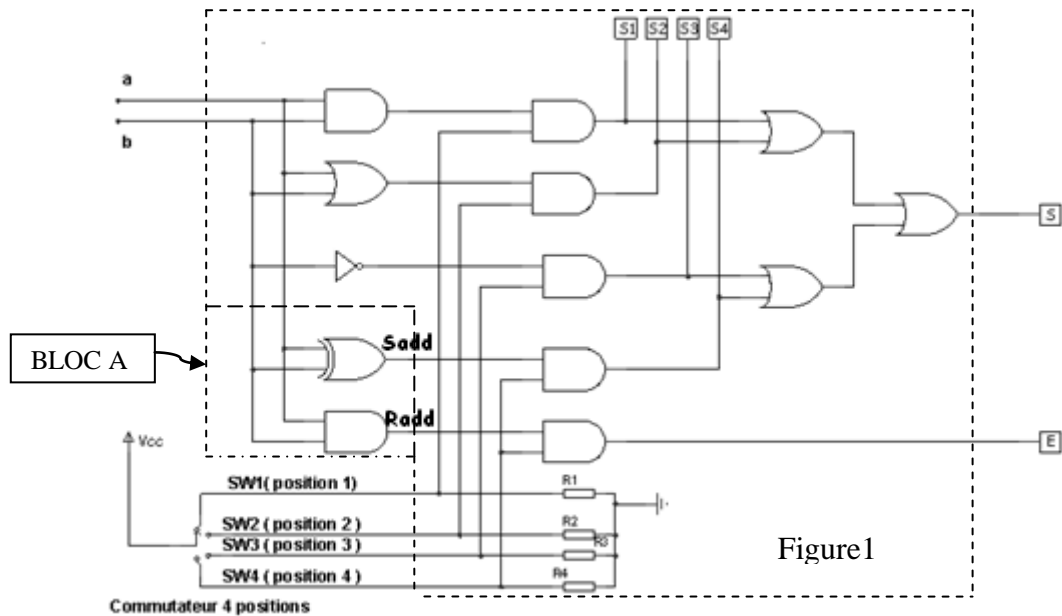 S1 S2 S3 S4
a
b
S
BLOC A
Sadd
Radd
E
Vcc
SW1( position 1)
R1
SW2 ( position 2 )
R2
SW3 ( position 3 )
R3
SW4 ( position 4 )
R4
Figure1
Commutateur 4 positions